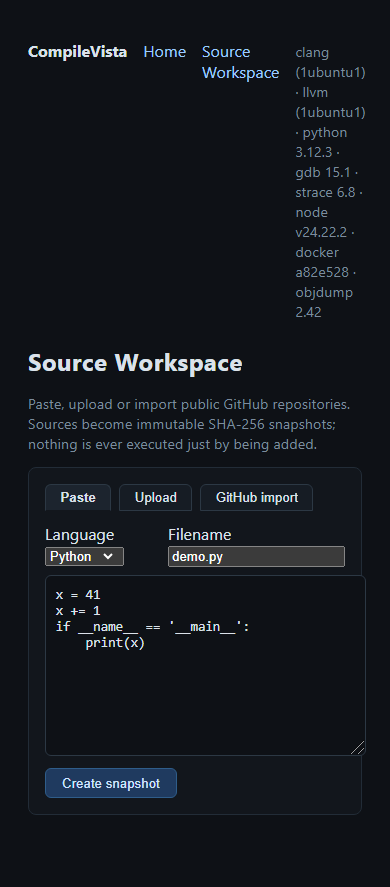 CompileVista Home Source Workspace
clang
(1ubuntu1)
· llvm
(1ubuntu1)
· python
3.12.3 ·
gdb 15.1 ·
strace 6.8 ·
node
v24.22.2 ·
docker
a82e528 ·
objdump
2.42
Source Workspace
Paste, upload or import public GitHub repositories.
Sources become immutable SHA-256 snapshots;
nothing is ever executed just by being added.
Paste Upload GitHub import
Language Filename
Python demo.py
x = 41
x += 1
if __name__ == '__main__':
    print(x)
Create snapshot